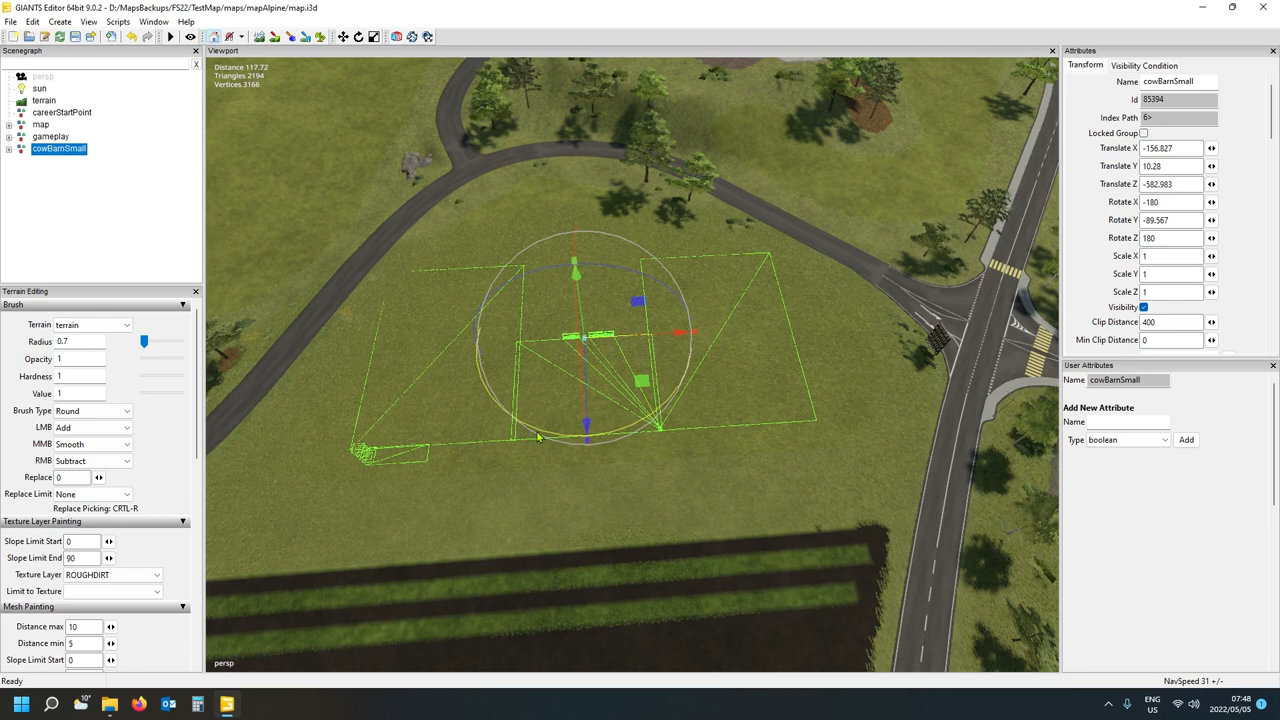 GIANTS Editor 64bit 9.0.2 - D:/MapsBackups/FS22/TestMap/maps/mapAlpine/map.i3d
File Edit Create View Scripts Window Help
Scenegraph
X
persp
sun
terrain
careerStartPoint
map
gameplay
cowBarnSmall
Terrain Editing
Brush
Terrain terrain
Radius 0.7
Opacity 1
Hardness 1
Value 1
Brush Type Round
LMB Add
MMB Smooth
RMB Subtract
Replace 0
Replace Limit None
Replace Picking: CRTL-R
Texture Layer Painting
Slope Limit Start 0
Slope Limit End 90
Texture Layer ROUGHDIRT
Limit to Texture
Mesh Painting
Distance max 10
Distance min 5
Slope Limit Start 0
Viewport
Distance 117.72
Triangles 2194
Vertices 3166
persp
Attributes
Transform Visibility Condition
Name cowBarnSmall
Id 85394
Index Path 6>
Locked Group
Translate X -156.827
Translate Y 10.28
Translate Z -582.983
Rotate X -180
Rotate Y -89.567
Rotate Z 180
Scale X 1
Scale Y 1
Scale Z 1
Visibility
Clip Distance 400
Min Clip Distance 0
User Attributes
Name cowBarnSmall
Add New Attribute
Name
Type boolean Add
Ready
NavSpeed 31 +/-
10°
ENG
US
07:48
2022/05/05